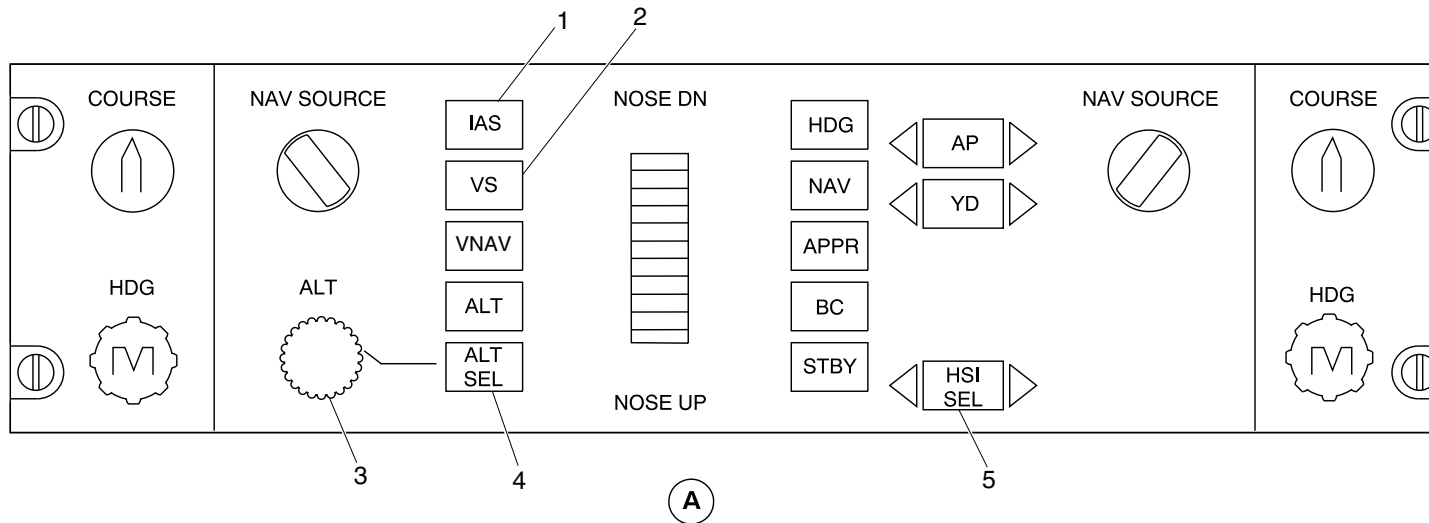 1
2
COURSE
NAV SOURCE
IAS
NOSE DN
HDG
AP
NAV SOURCE
COURSE
VS
NAV
YD
VNAV
APPR
HDG
ALT
ALT
BC
HDG
ALT
SEL
NOSE UP
STBY
HSI
SEL
3
4
5
A